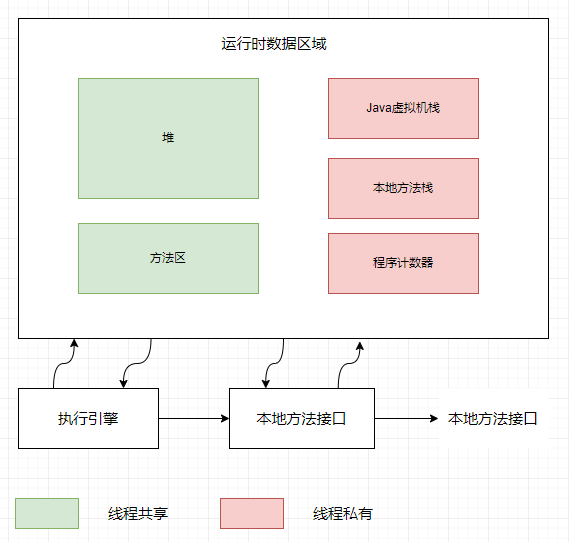 运行时数据区域
堆
Java虚拟机栈
本地方法栈
方法区
程序计数器
执行引擎
本地方法接口
本地方法接口
线程共享
线程私有